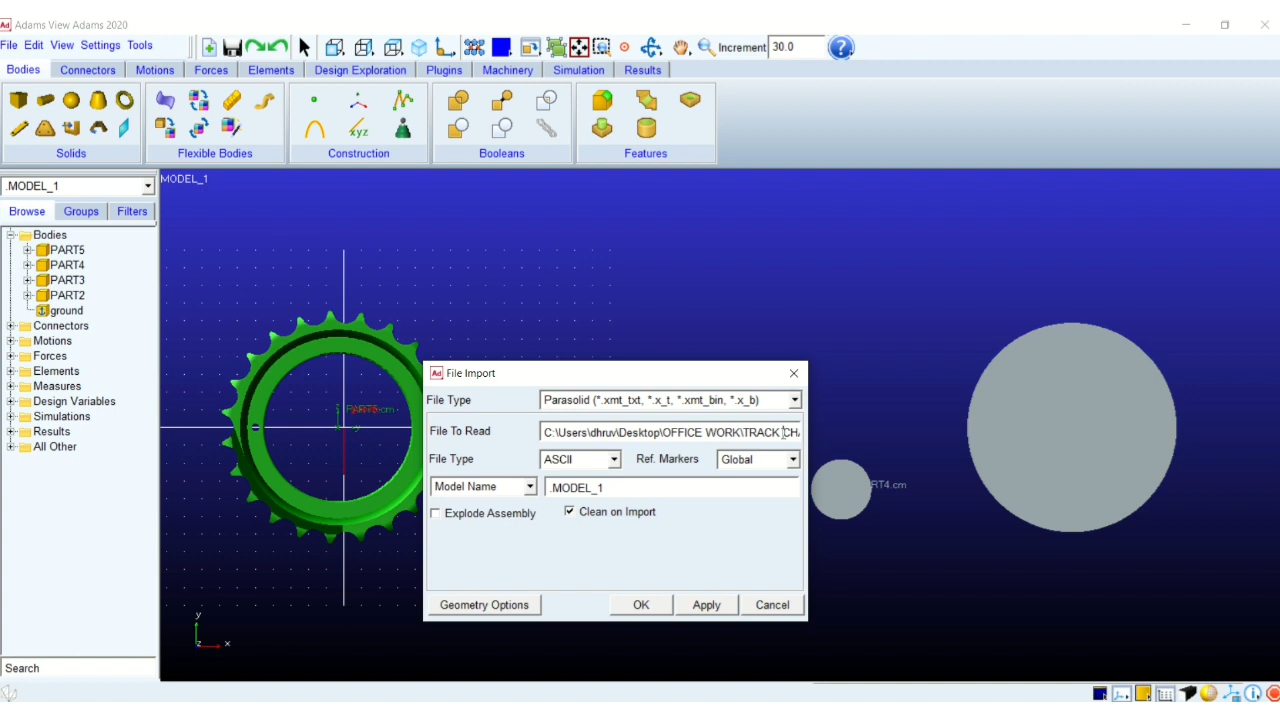 Ad Adams View Adams 2020
File Edit View Settings Tools
Increment 30.0
Bodies Connectors Motions Forces Elements Design Exploration Plugins Machinery Simulation Results
xyz
Solids Flexible Bodies Construction Booleans Features
.MODEL_1
MODEL_1
Browse Groups Filters
Bodies
PART5
PART4
PART3
PART2
ground
Connectors
Motions
Forces
Elements
Measures
Design Variables
Simulations
Results
All Other
Search
Ad File Import
File Type Parasolid (*.xmt_txt, *.x_t, *.xmt_bin, *.x_b)
File To Read C:\Users\dhruv\Desktop\OFFICE WORK\TRACK CHA
File Type ASCII Ref. Markers Global
Model Name .MODEL_1
Explode Assembly Clean on Import
Geometry Options OK Apply Cancel
RT4.cm
y
z x